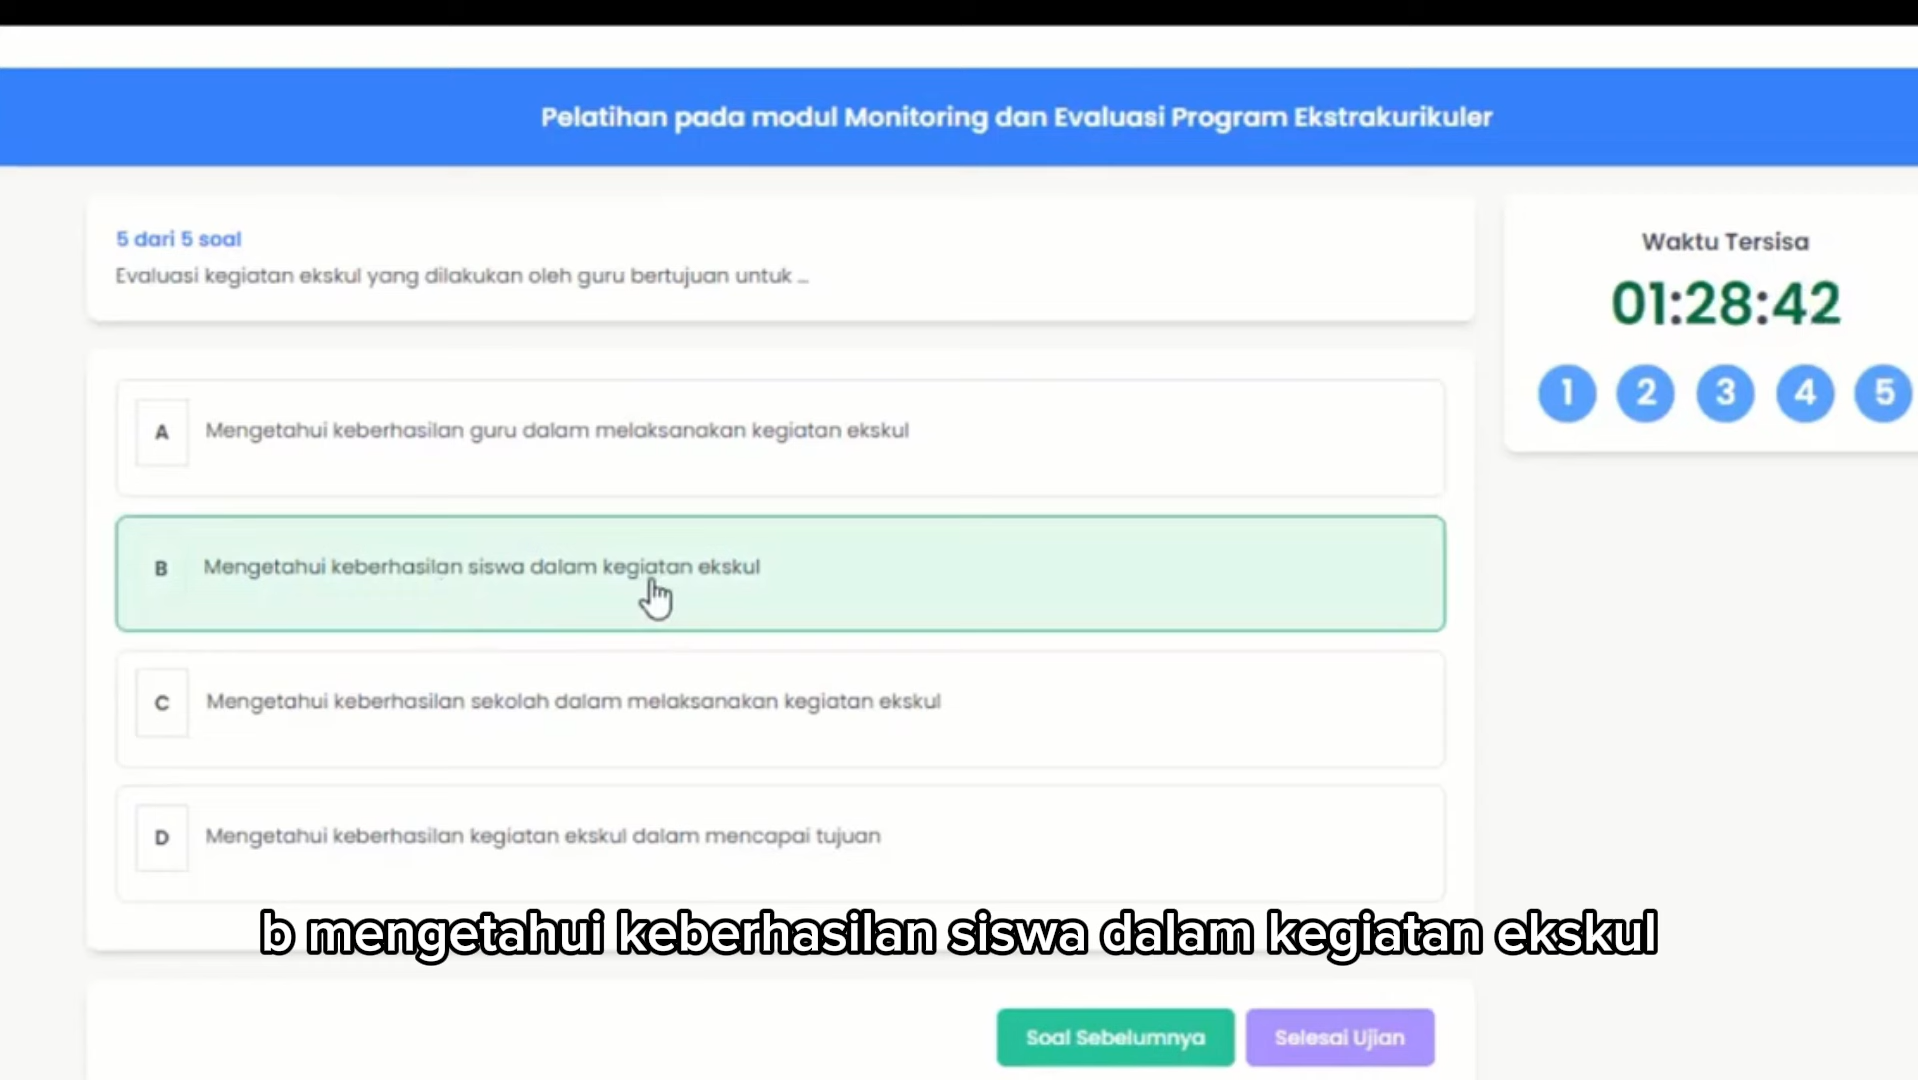 Pelatihan pada modul Monitoring dan Evaluasi Program Ekstrakurikuler
5 dari 5 soal
Evaluasi kegiatan ekskul yang dilakukan oleh guru bertujuan untuk ...
Waktu Tersisa
01:28:42
1 2 3 4 5
A Mengetahui keberhasilan guru dalam melaksanakan kegiatan ekskul
B Mengetahui keberhasilan siswa dalam kegiatan ekskul
C Mengetahui keberhasilan sekolah dalam melaksanakan kegiatan ekskul
D Mengetahui keberhasilan kegiatan ekskul dalam mencapai tujuan
b mengetahui keberhasilan siswa dalam kegiatan ekskul
Soal Sebelumnya Selesai Ujian